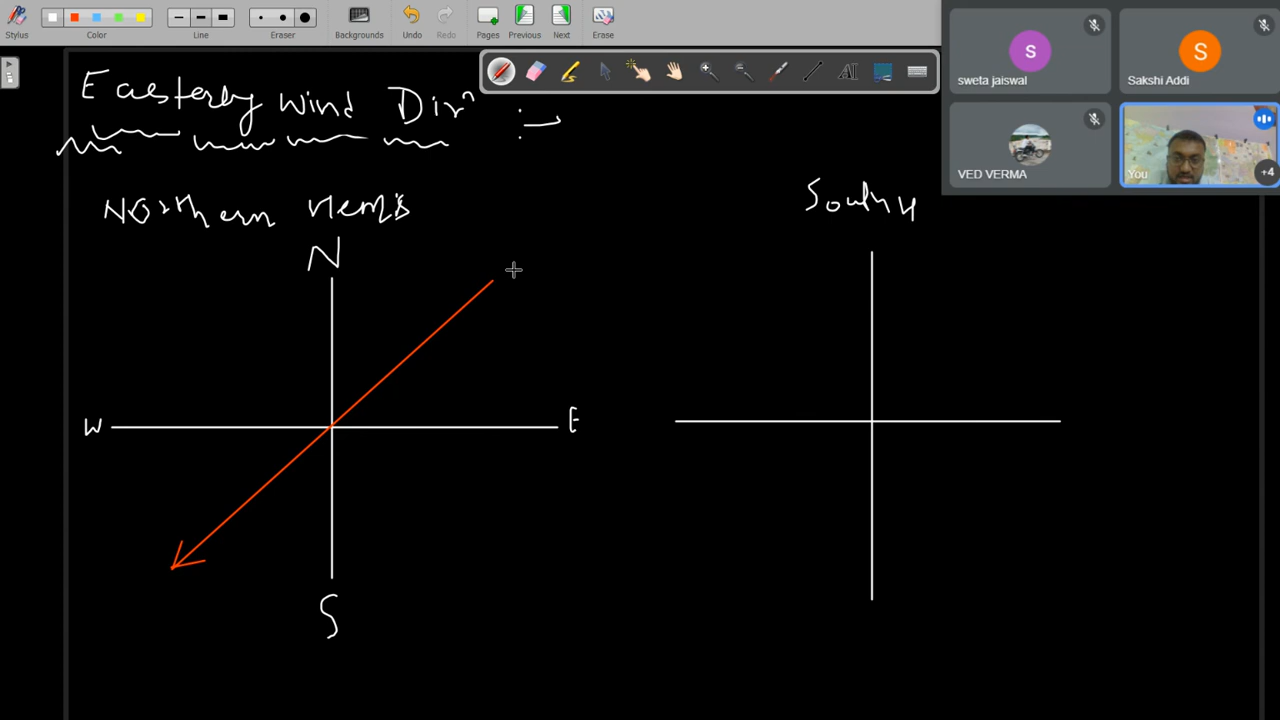 Stylus
Color
Line
Eraser
Backgrounds
Undo
Redo
Pages
Previous
Next
Erase
S
sweta jaiswal
S
Sakshi Addi
VED VERMA
You
+4
Easterly Wind Dirⁿ :→
Northern Hemis
South H
N
W
E
S